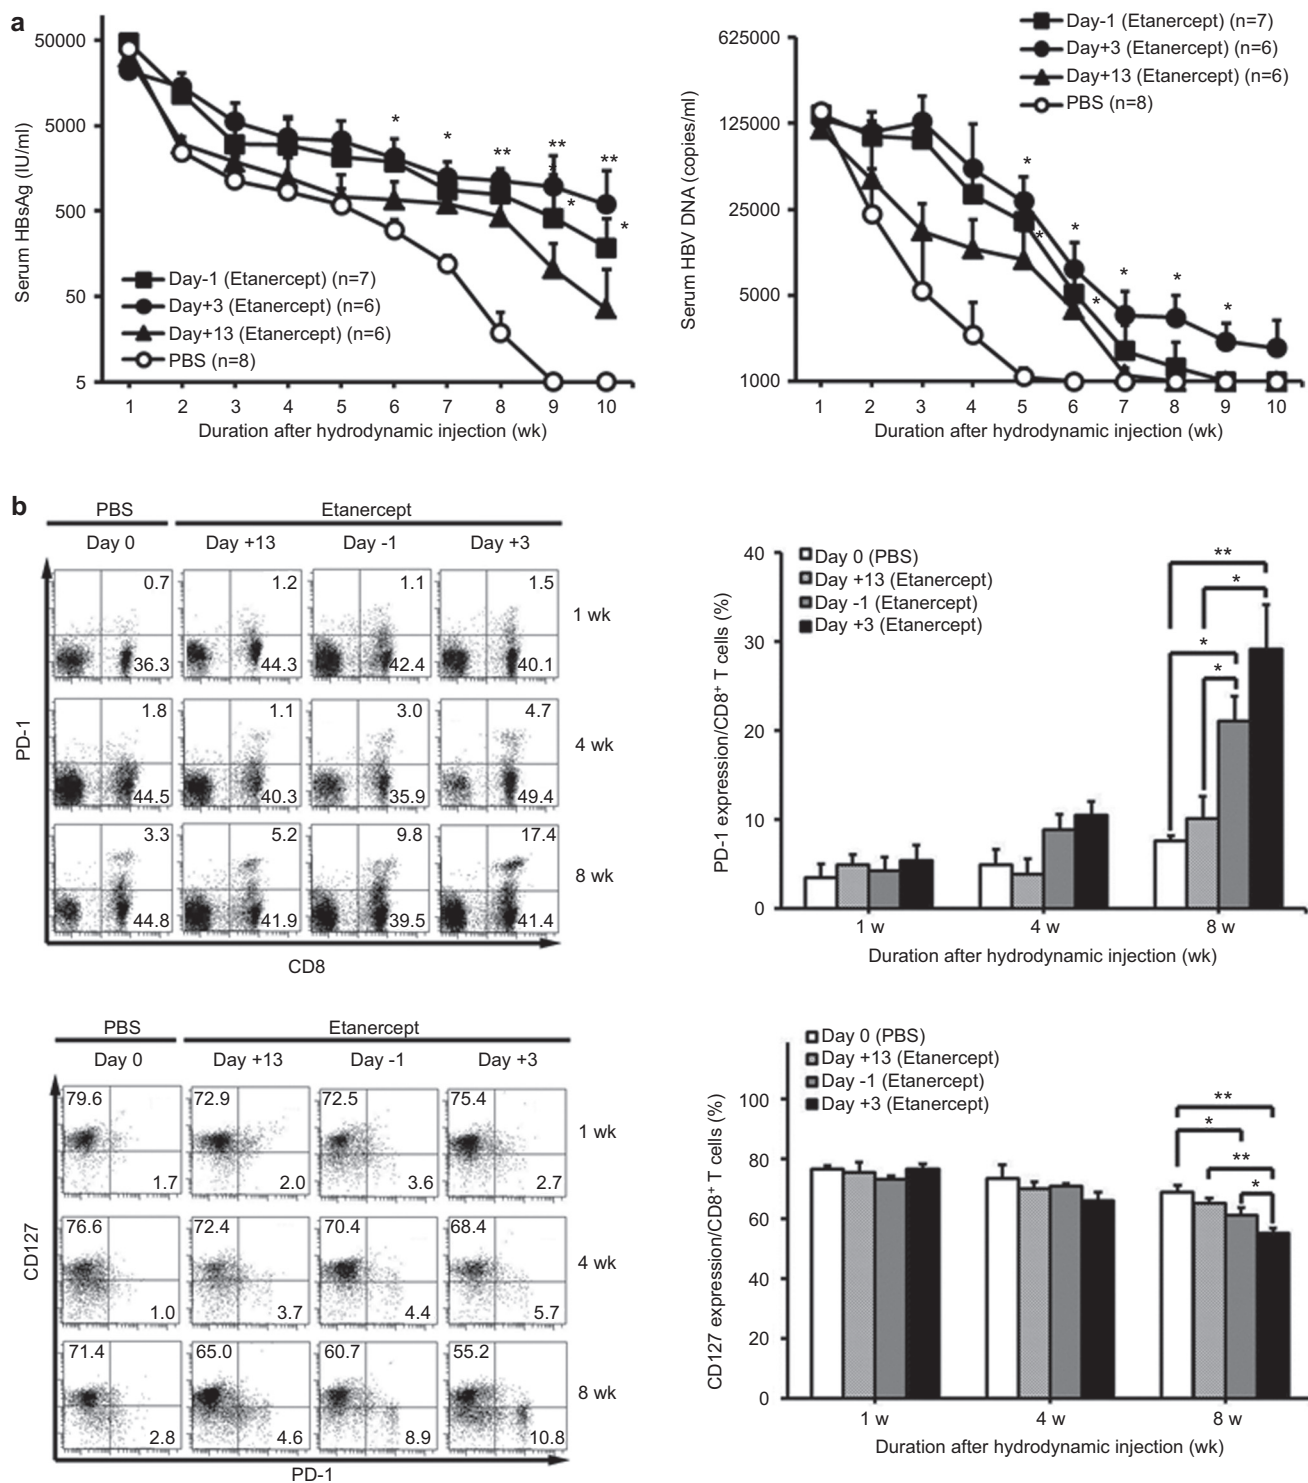 a
50000
5000
500
50
5
Serum HBsAg (IU/ml)
* * ** ** ** * *
Day-1 (Etanercept) (n=7)
Day+3 (Etanercept) (n=6)
Day+13 (Etanercept) (n=6)
PBS (n=8)
1 2 3 4 5 6 7 8 9 10
Duration after hydrodynamic injection (wk)
Day-1 (Etanercept) (n=7)
Day+3 (Etanercept) (n=6)
Day+13 (Etanercept) (n=6)
PBS (n=8)
625000
125000
25000
5000
1000
Serum HBV DNA (copies/ml)
* * * * * * *
1 2 3 4 5 6 7 8 9 10
Duration after hydrodynamic injection (wk)
b
PBS Etanercept
Day 0 Day +13 Day -1 Day +3
0.7 1.2 1.1 1.5
1 wk
36.3 44.3 42.4 40.1
1.8 1.1 3.0 4.7
4 wk
44.5 40.3 35.9 49.4
3.3 5.2 9.8 17.4
8 wk
44.8 41.9 39.5 41.4
PD-1
CD8
Day 0 (PBS)
Day +13 (Etanercept)
Day -1 (Etanercept)
Day +3 (Etanercept)
40
30
20
10
0
PD-1 expression/CD8+ T cells (%)
**
*
*
*
1 w 4 w 8 w
Duration after hydrodynamic injection (wk)
PBS Etanercept
Day 0 Day +13 Day -1 Day +3
79.6 72.9 72.5 75.4
1 wk
1.7 2.0 3.6 2.7
76.6 72.4 70.4 68.4
4 wk
1.0 3.7 4.4 5.7
71.4 65.0 60.7 55.2
8 wk
2.8 4.6 8.9 10.8
CD127
PD-1
Day 0 (PBS)
Day +13 (Etanercept)
Day -1 (Etanercept)
Day +3 (Etanercept)
100
80
60
40
20
0
CD127 expression/CD8+ T cells (%)
**
*
**
*
1 w 4 w 8 w
Duration after hydrodynamic injection (wk)